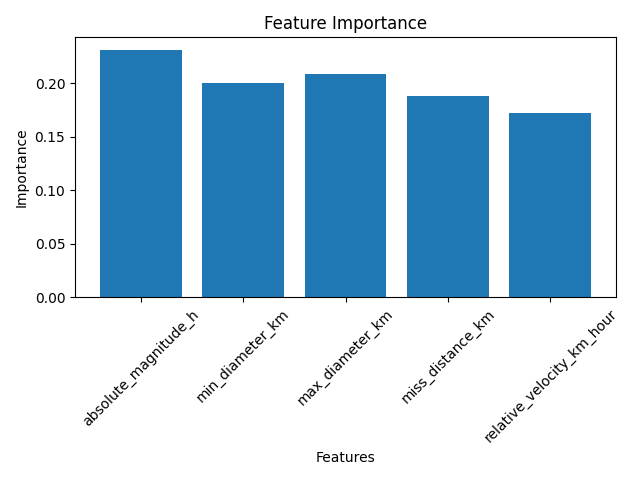 Feature Importance
Importance
0.20
0.15
0.10
0.05
0.00
absolute_magnitude_h
min_diameter_km
max_diameter_km
miss_distance_km
relative_velocity_km_hour
Features